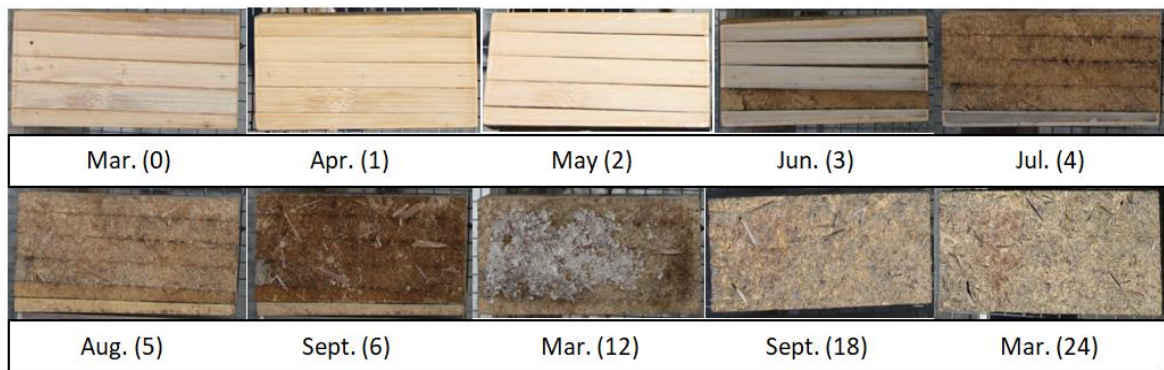 Mar. (0) Apr. (1) May (2) Jun. (3) Jul. (4)
Aug. (5) Sept. (6) Mar. (12) Sept. (18) Mar. (24)